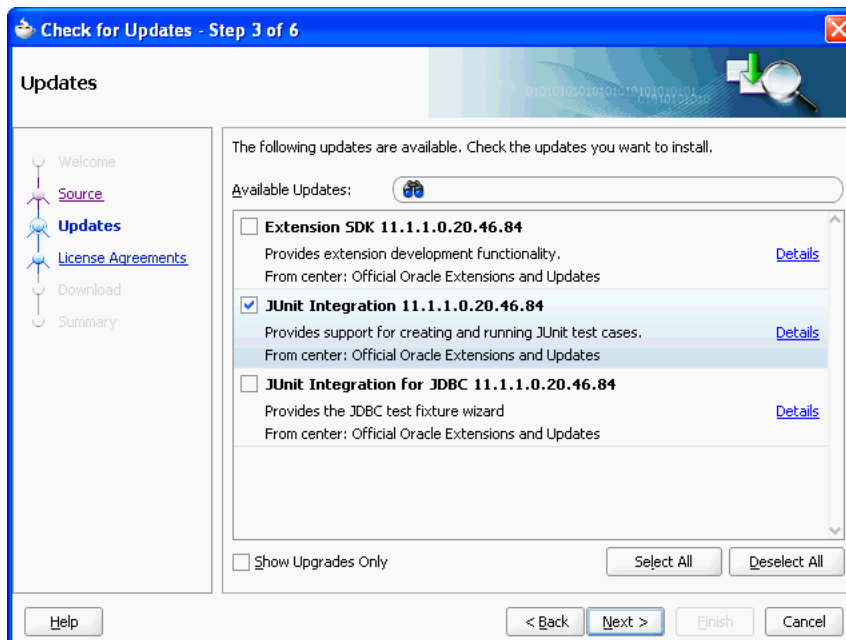 Check for Updates - Step 3 of 6
Updates
Welcome
Source
Updates
License Agreements
Download
Summary
The following updates are available. Check the updates you want to install.
Available Updates:
Extension SDK 11.1.1.0.20.46.84
Provides extension development functionality.
Details
From center: Official Oracle Extensions and Updates
JUnit Integration 11.1.1.0.20.46.84
Provides support for creating and running JUnit test cases.
Details
From center: Official Oracle Extensions and Updates
JUnit Integration for JDBC 11.1.1.0.20.46.84
Provides the JDBC test fixture wizard
Details
From center: Official Oracle Extensions and Updates
Show Upgrades Only
Select All
Deselect All
Help
< Back
Next >
Finish
Cancel